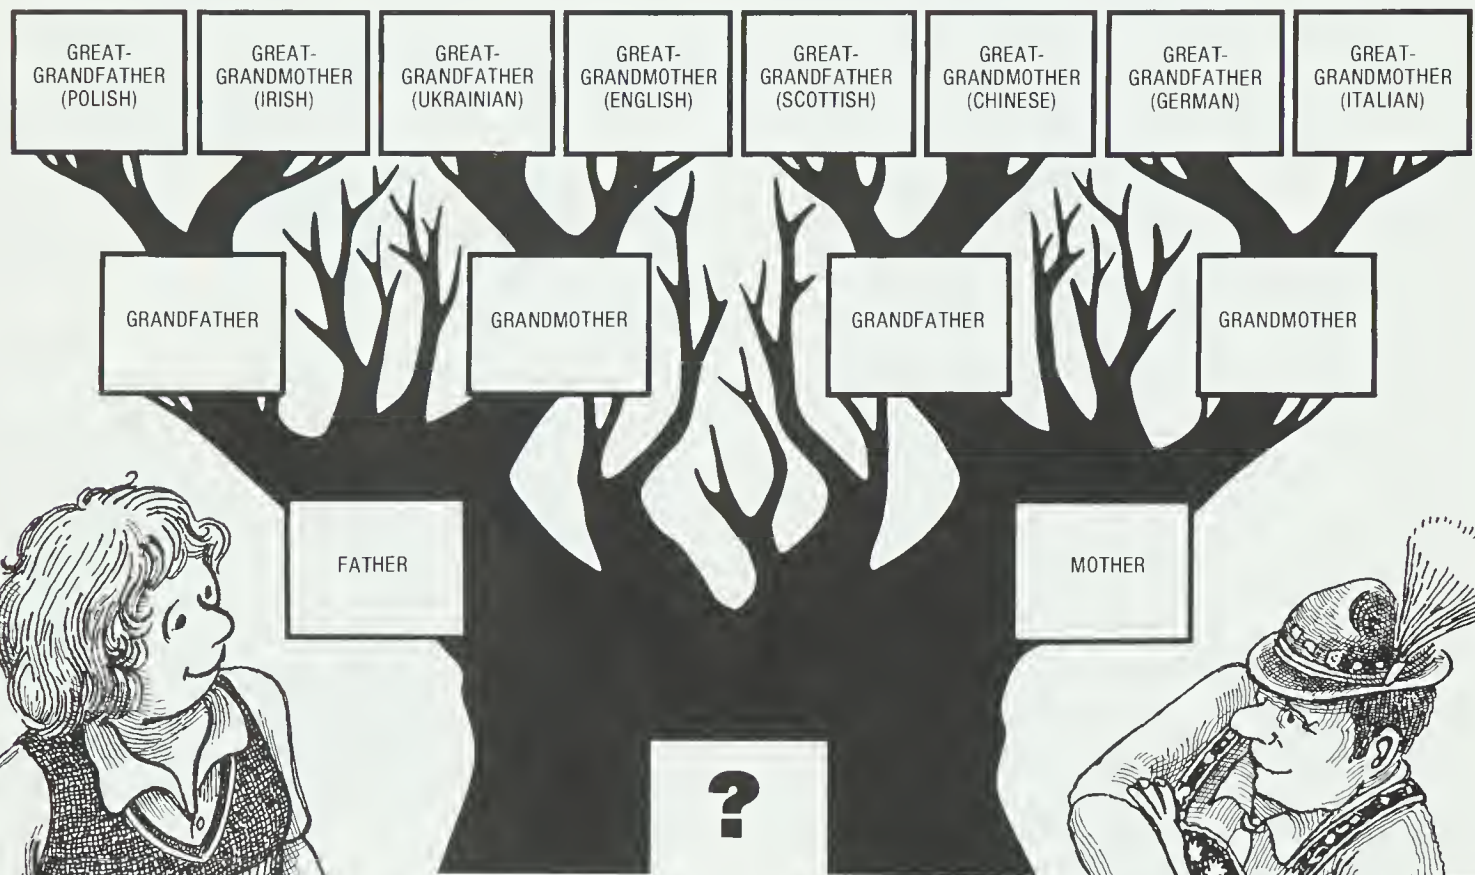 GREAT-
GRANDFATHER
(POLISH)
GREAT-
GRANDMOTHER
(IRISH)
GREAT-
GRANDFATHER
(UKRAINIAN)
GREAT-
GRANDMOTHER
(ENGLISH)
GREAT-
GRANDFATHER
(SCOTTISH)
GREAT-
GRANDMOTHER
(CHINESE)
GREAT-
GRANDFATHER
(GERMAN)
GREAT-
GRANDMOTHER
(ITALIAN)
GRANDFATHER
GRANDMOTHER
GRANDFATHER
GRANDMOTHER
FATHER
MOTHER
?